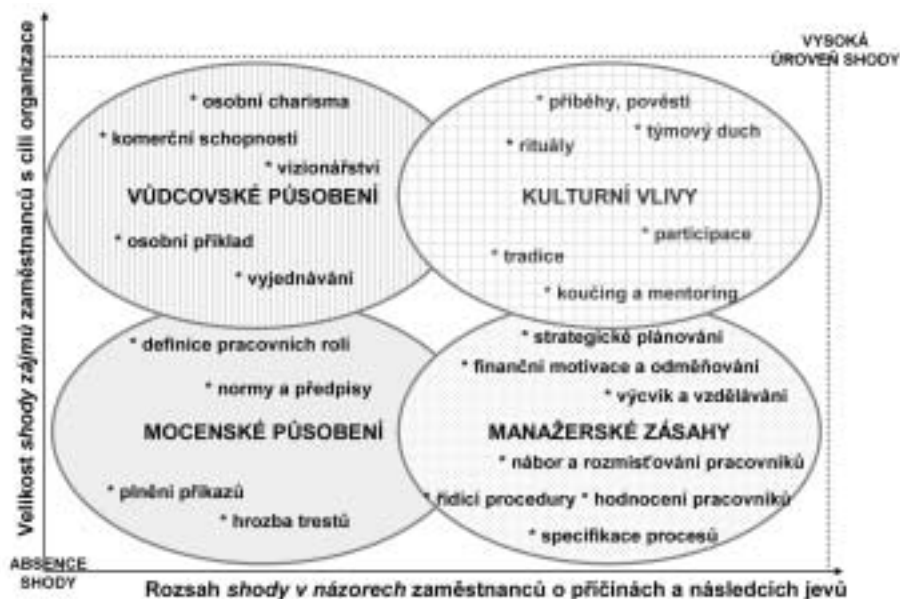 Velikost shody zájmů zaměstnanců s cíli organizace
VYSOKÁ
ÚROVEŇ SHODY
* osobní charisma
* komerční schopnosti
* vizionářství
VŮDCOVSKÉ PŮSOBENÍ
* osobní příklad
* vyjednávání
* příběhy, pověsti
* týmový duch
* rituály
KULTURNÍ VLIVY
* participace
* tradice
* koučing a mentoring
* definice pracovních rolí
* normy a předpisy
MOCENSKÉ PŮSOBENÍ
* plnění příkazů
* hrozba trestů
* strategické plánování
* finanční motivace a odměňování
* výcvik a vzdělávání
MANAŽERSKÉ ZÁSAHY
* nábor a rozmisťování pracovníků
* řídící procedury * hodnocení pracovníků
* specifikace procesů
ABSENCE
SHODY
Rozsah shody v názorech zaměstnanců o příčinách a následcích jevů